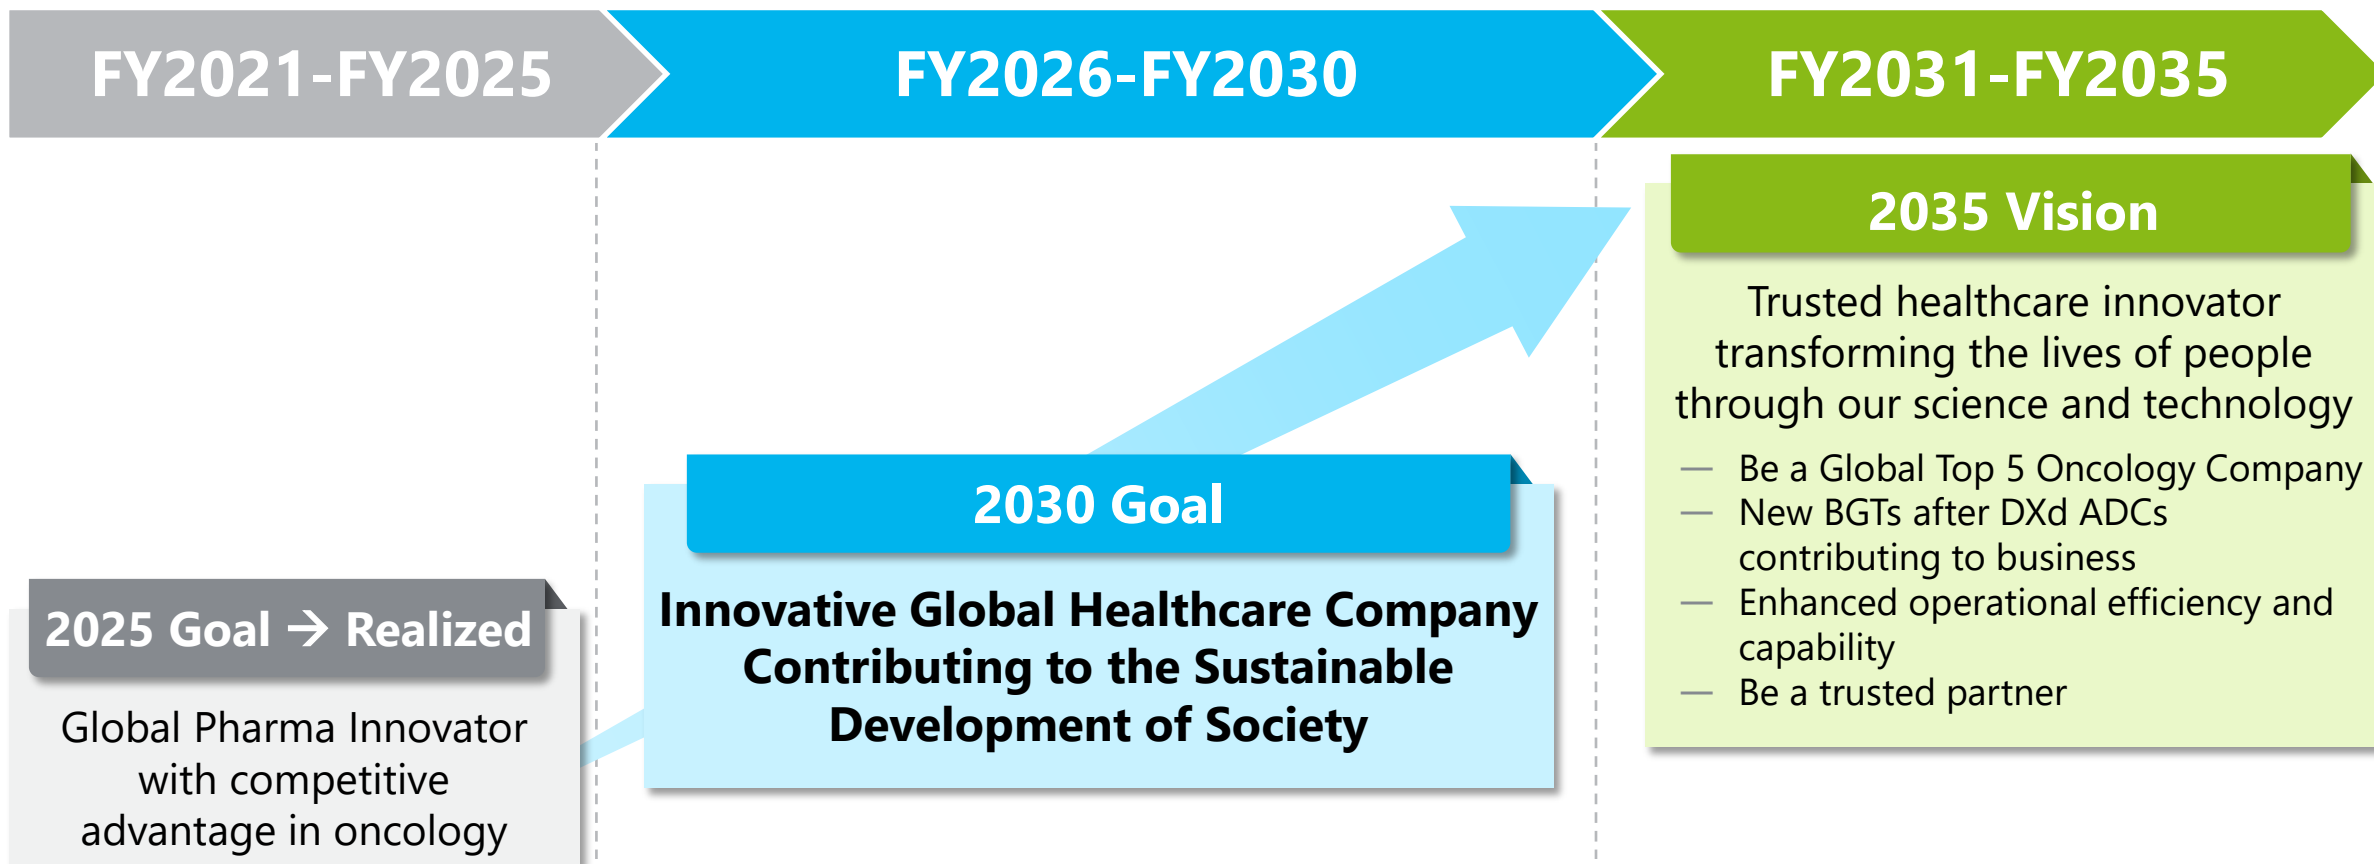 FY2021-FY2025
FY2026-FY2030
FY2031-FY2035
2025 Goal → Realized
Global Pharma Innovator
with competitive
advantage in oncology
2030 Goal
Innovative Global Healthcare Company
Contributing to the Sustainable
Development of Society
2035 Vision
Trusted healthcare innovator
transforming the lives of people
through our science and technology
— Be a Global Top 5 Oncology Company
— New BGTs after DXd ADCs
contributing to business
— Enhanced operational efficiency and
capability
— Be a trusted partner